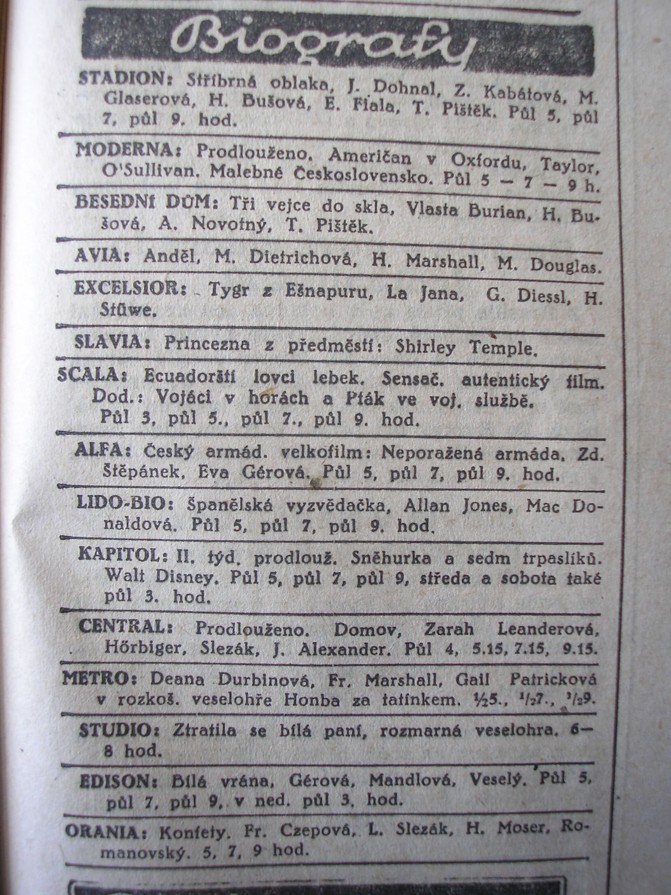 Biografy
STADION: Stříbrná oblaka, J. Dohnal, Z. Kabátová, M.
Glaserová, H. Bušová, E. Fiala, T. Pištěk. Půl 5, půl
7, půl 9. hod.
MODERNA: Prodlouženo. Američan v Oxfordu, Taylor,
O'Sullivan. Malebné Československo. Půl 5 — 7 — 9 h.
BESEDNÍ DŮM: Tři vejce do skla, Vlasta Burian, H. Bu-
šová, A. Novotný, T. Pištěk.
AVIA: Anděl, M. Dietrichová, H. Marshall, M. Douglas.
EXCELSIOR: Tygr z Ešnapuru, La Jana, G. Diessl, H.
Stüwe.
SLAVIA: Princezna z předměstí: Shirley Temple.
SCALA: Ecuadorští lovci lebek. Sensač. autentický film.
Dod.: Vojáci v horách a Pták ve voj. službě.
Půl 3, půl 5., půl 7., půl 9. hod.
ALFA: Český armád. velkofilm: Neporažená armáda, Zd.
Štěpánek, Eva Gérová. Půl 5, půl 7, půl 9. hod.
LIDO-BIO: Španělská vyzvědačka, Allan Jones, Mac Do-
naldová. Půl 5, půl 7, půl 9. hod.
KAPITOL: II. týd. prodlouž. Sněhurka a sedm trpaslíků.
Walt Disney. Půl 5, půl 7, půl 9, středa a sobota také
půl 3. hod.
CENTRAL: Prodlouženo. Domov, Zarah Leanderová,
Hörbiger, Slezák, J. Alexander. Půl 4, 5.15, 7.15, 9.15.
METRO: Deana Durbinová, Fr. Marshall, Gail Patricková
v rozkoš. veselohře Honba za tatínkem. ½5., ½7., ½9.
STUDIO: Ztratila se bílá paní, rozmarná veselohra. 6—
8 hod.
EDISON: Bílá vrána, Gérová, Mandlová, Veselý. Půl 5,
půl 7, půl 9, v ned. půl 3. hod.
ORANIA: Konfety. Fr. Czepová, L. Slezák, H. Moser, Ro-
manovský. 5, 7, 9 hod.